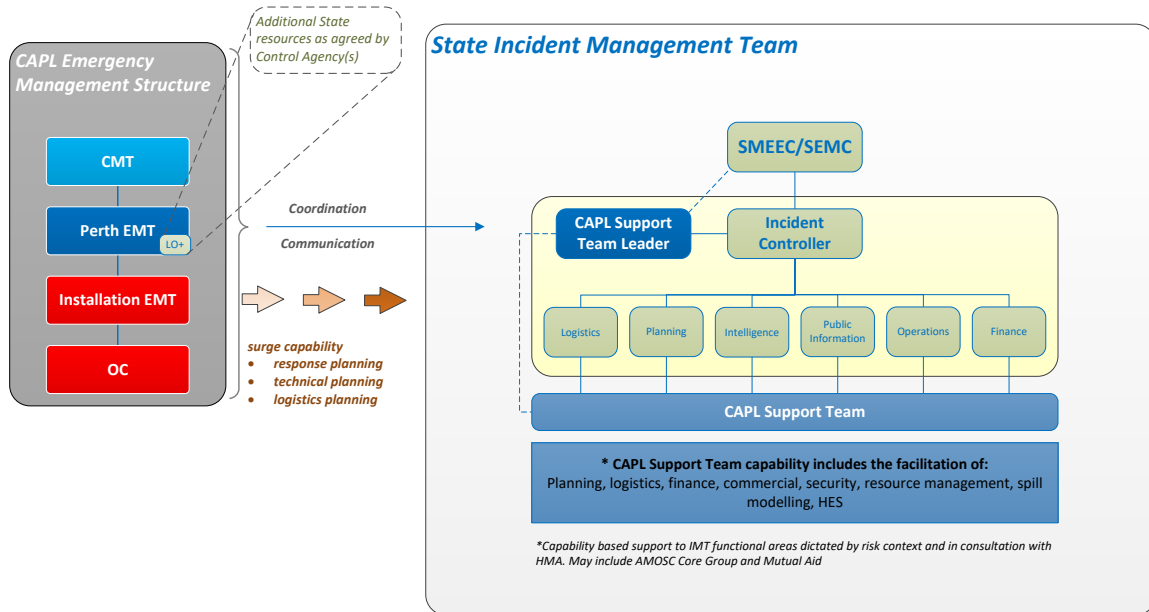 Additional State
resources as agreed by
Control Agency(s)
CAPL Emergency
Management Structure
CMT
Perth EMT
LO+
Installation EMT
OC
Coordination
Communication
surge capability
• response planning
• technical planning
• logistics planning
State Incident Management Team
SMEEC/SEMC
CAPL Support
Team Leader
Incident
Controller
Logistics
Planning
Intelligence
Public
Information
Operations
Finance
CAPL Support Team
* CAPL Support Team capability includes the facilitation of:
Planning, logistics, finance, commercial, security, resource management, spill
modelling, HES
*Capability based support to IMT functional areas dictated by risk context and in consultation with
HMA. May include AMOSC Core Group and Mutual Aid